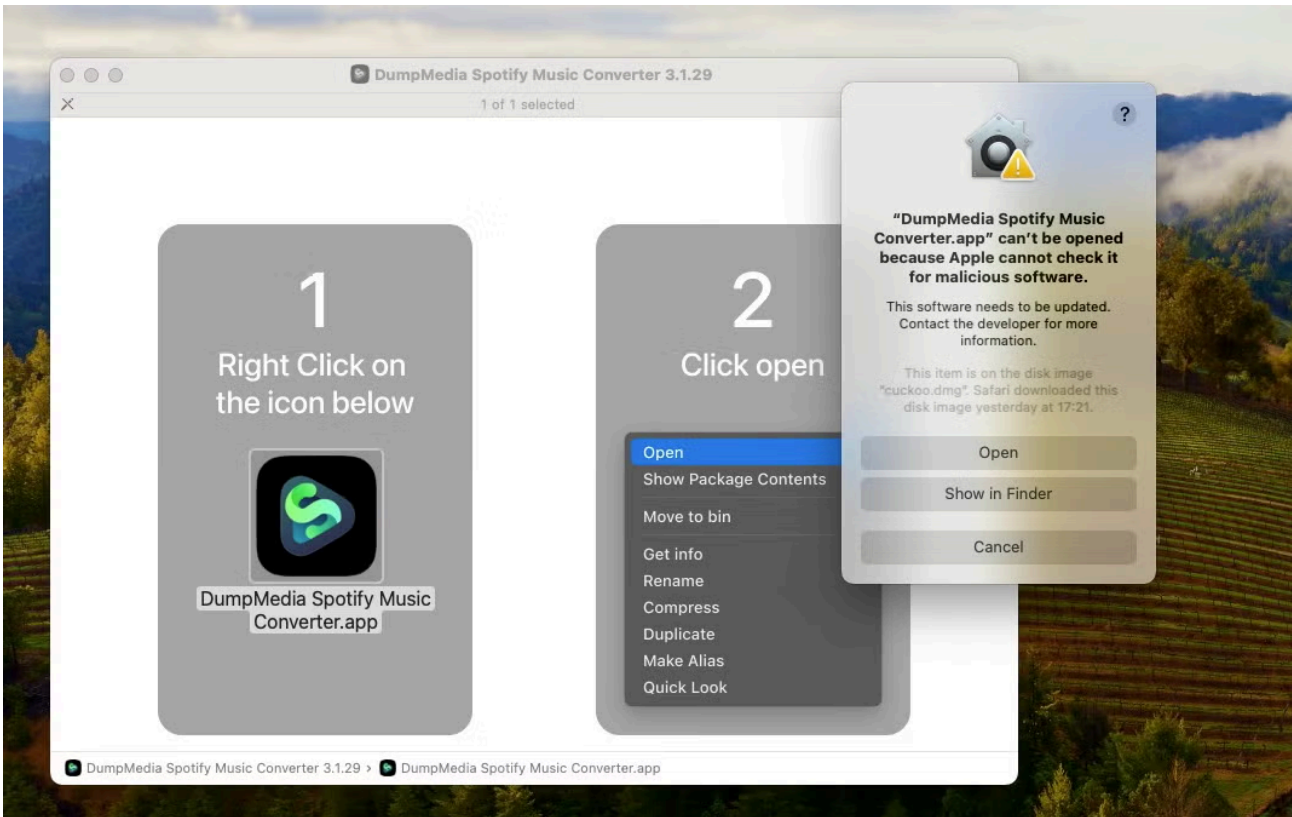 DumpMedia Spotify Music Converter 3.1.29
1 of 1 selected
1
Right Click on
the icon below
DumpMedia Spotify Music
Converter.app
2
Click open
Open
Show Package Contents
Move to bin
Get info
Rename
Compress
Duplicate
Make Alias
Quick Look
?
“DumpMedia Spotify Music
Converter.app” can’t be opened
because Apple cannot check it
for malicious software.
This software needs to be updated.
Contact the developer for more
information.
This item is on the disk image
“cuckoo.dmg”. Safari downloaded this
disk image yesterday at 17:21.
Open
Show in Finder
Cancel
DumpMedia Spotify Music Converter 3.1.29 › DumpMedia Spotify Music Converter.app